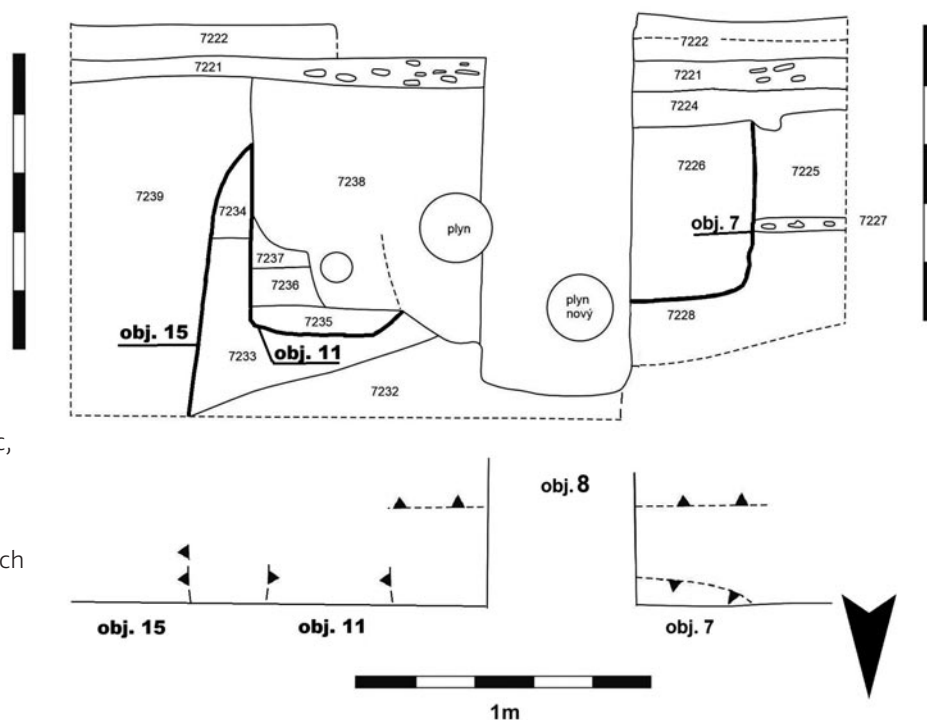 7222
7221
7239
7234
7238
7237
7236
7235
7233
7232
obj. 15
obj. 11
plyn
plyn
nový
7222
7221
7224
7226
7225
obj. 7
7227
7228
c,
ch
obj. 8
obj. 15
obj. 11
obj. 7
1m